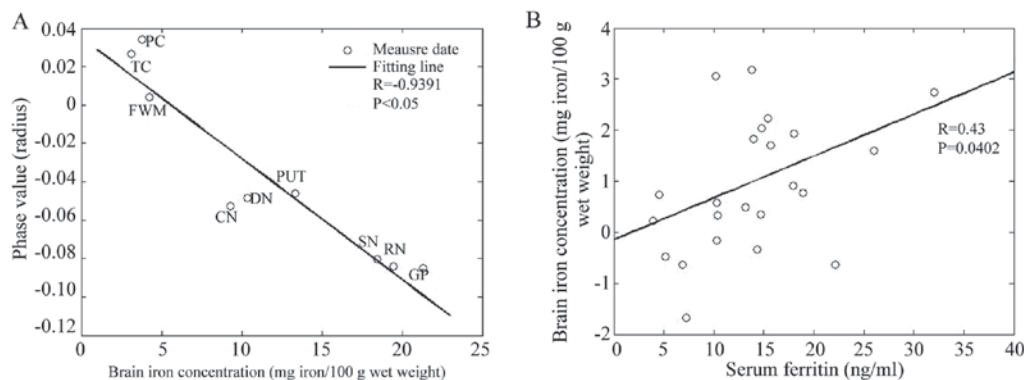 A
0.04
0.02
0
-0.02
-0.04
-0.06
-0.08
-0.10
-0.12
Phase value (radius)
PC
TC
FWM
PUT
DN
CN
SN
RN
GP
Meausre date
Fitting line
R=-0.9391
P<0.05
0
5
10
15
20
25
Brain iron concentration (mg iron/100 g wet weight)
B
4
3
2
1
0
-1
-2
Brain iron concentration (mg iron/100 g
wet weight)
R=0.43
P=0.0402
0
5
10
15
20
25
30
35
40
Serum ferritin (ng/ml)